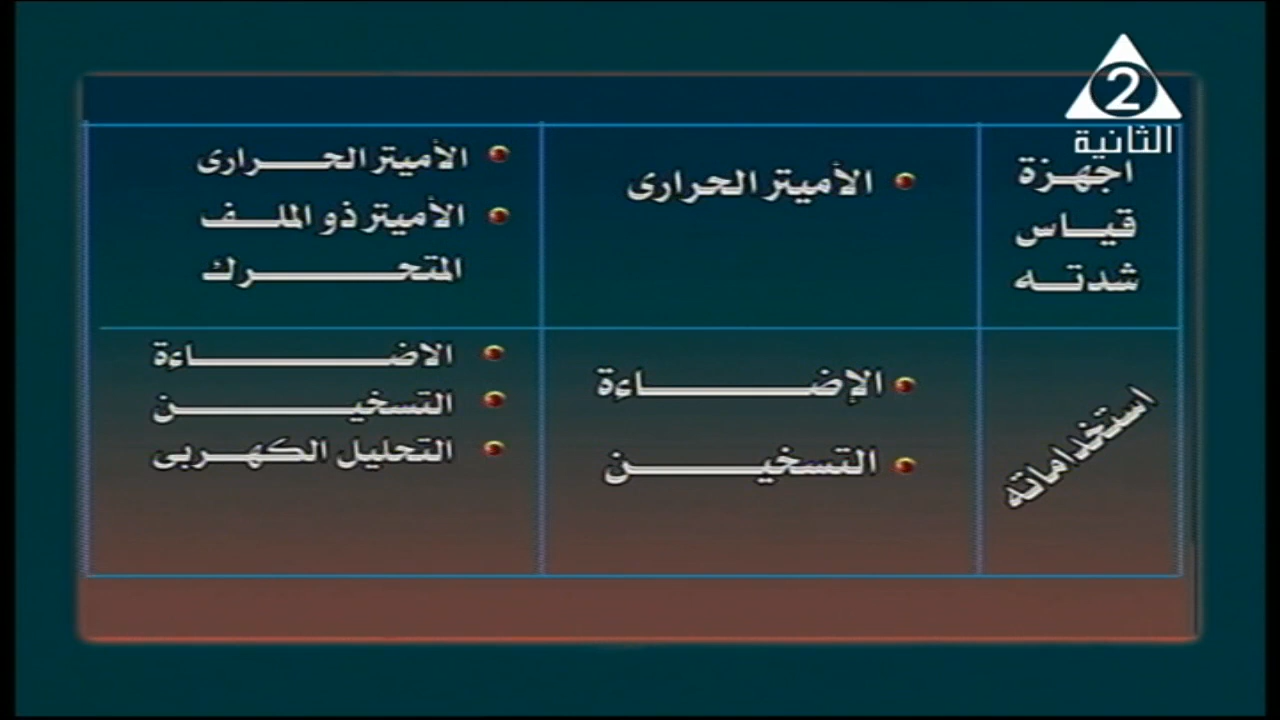 2
الثانية
اجهزة
قياس
شدته
الأميتر الحرارى
الأميتر الحرارى
الأميتر ذو الملف
المتحرك
استخداماته
الإضاءة
التسخين
الاضاءة
التسخين
التحليل الكهربى